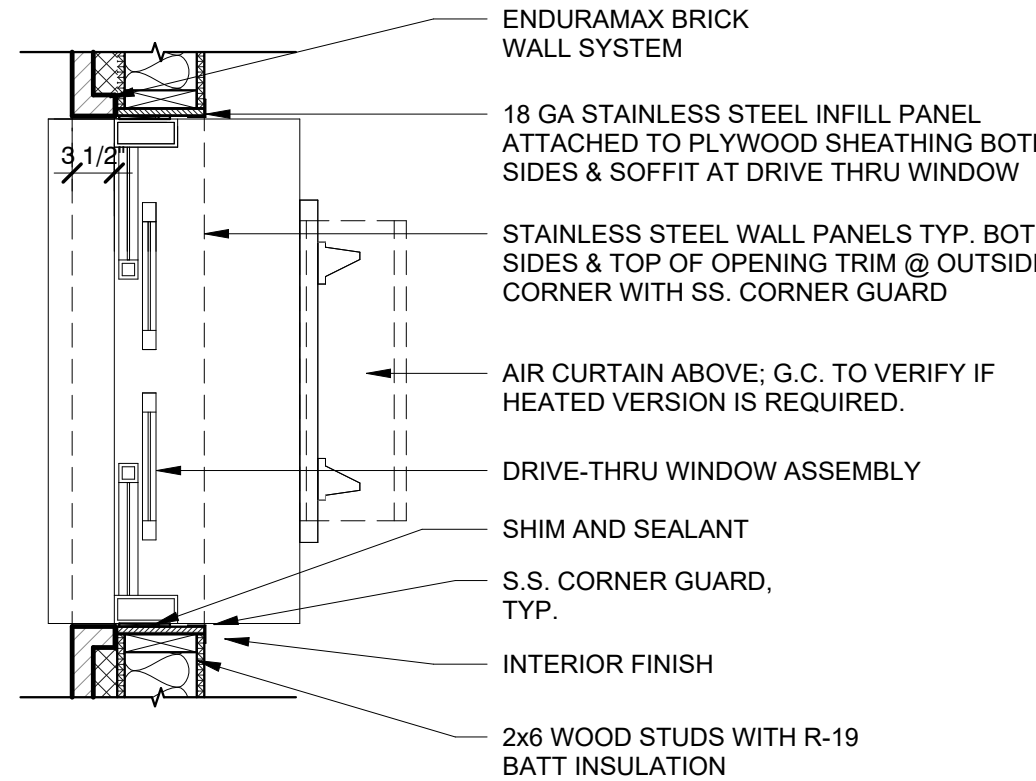 ENDURAMAX BRICK
WALL SYSTEM
18 GA STAINLESS STEEL INFILL PANEL
ATTACHED TO PLYWOOD SHEATHING BOTH
SIDES & SOFFIT AT DRIVE THRU WINDOW
3 1/2"
STAINLESS STEEL WALL PANELS TYP. BOT
SIDES & TOP OF OPENING TRIM @ OUTSIDE
CORNER WITH SS. CORNER GUARD
AIR CURTAIN ABOVE; G.C. TO VERIFY IF
HEATED VERSION IS REQUIRED.
DRIVE-THRU WINDOW ASSEMBLY
SHIM AND SEALANT
S.S. CORNER GUARD,
TYP.
INTERIOR FINISH
2x6 WOOD STUDS WITH R-19
BATT INSULATION